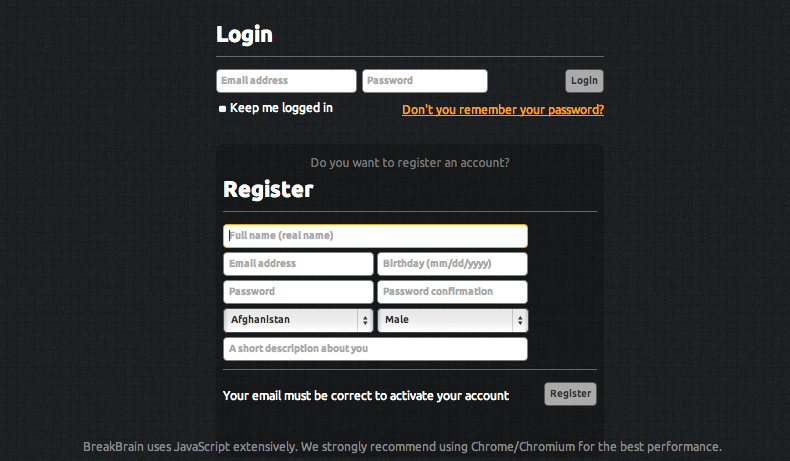 Login
Email address Password Login
Keep me logged in Don't you remember your password?
Do you want to register an account?
Register
Full name (real name)
Email address Birthday (mm/dd/yyyy)
Password Password confirmation
Afghanistan Male
A short description about you
Your email must be correct to activate your account Register
BreakBrain uses JavaScript extensively. We strongly recommend using Chrome/Chromium for the best performance.